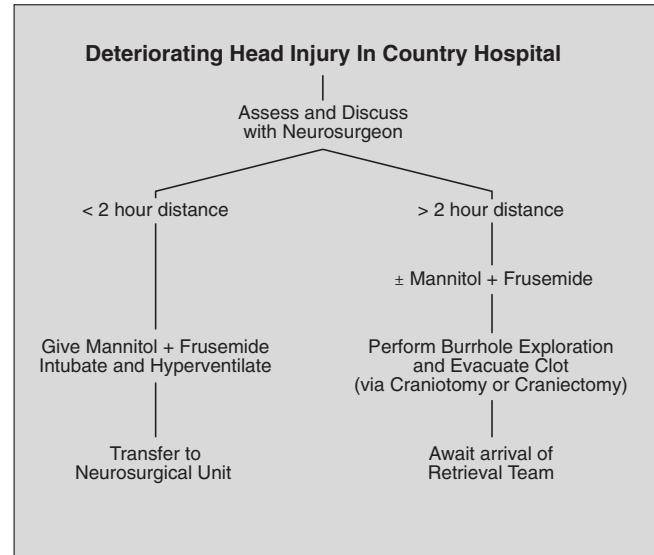 Deteriorating Head Injury In Country Hospital
Assess and Discuss
with Neurosurgeon
< 2 hour distance
> 2 hour distance
± Mannitol + Frusemide
Give Mannitol + Frusemide
Intubate and Hyperventilate
Perform Burrhole Exploration
and Evacuate Clot
(via Craniotomy or Craniectomy)
Transfer to
Neurosurgical Unit
Await arrival of
Retrieval Team